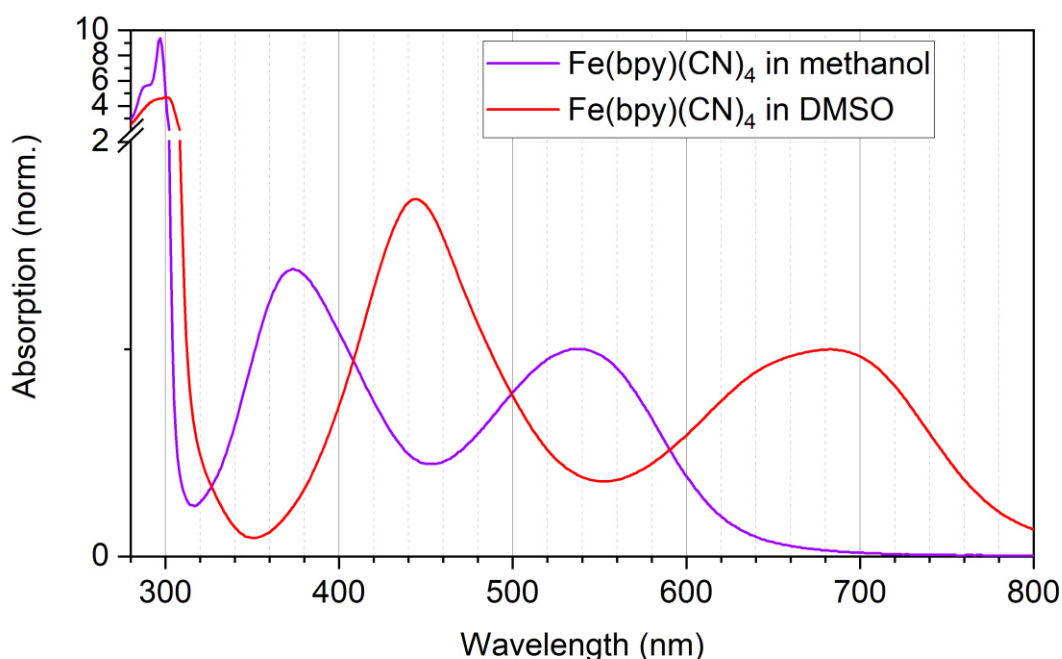 10
8
6
4
2
0
Absorption (norm.)
Fe(bpy)(CN)₄ in methanol
Fe(bpy)(CN)₄ in DMSO
300 400 500 600 700 800
Wavelength (nm)